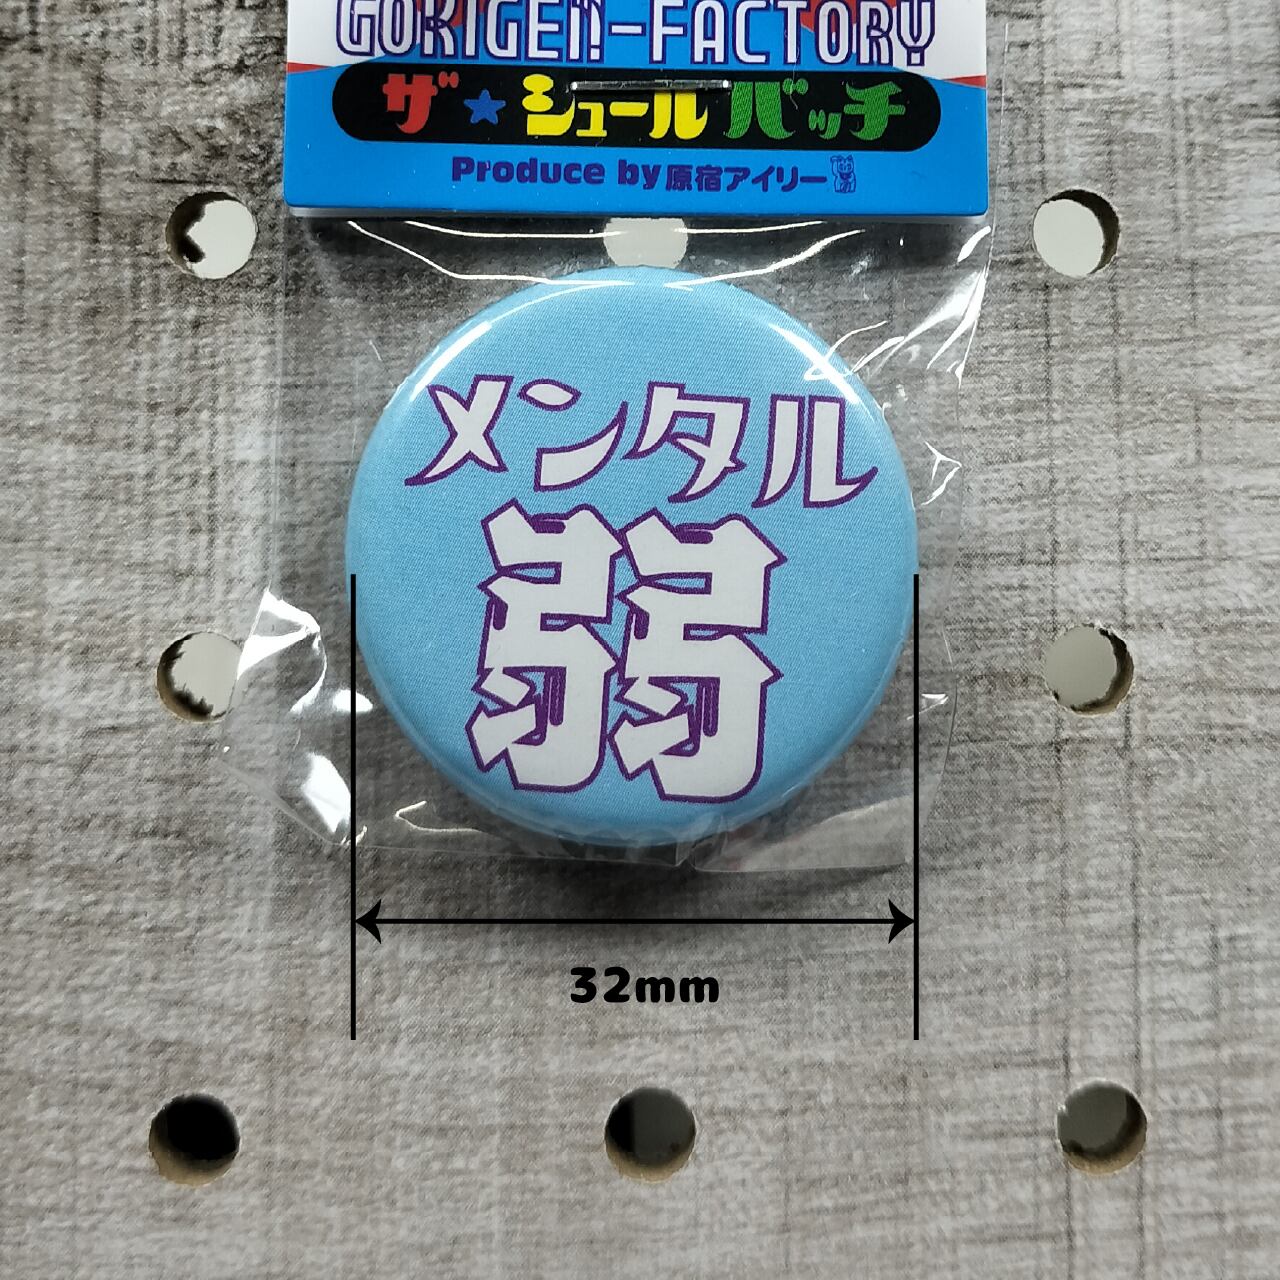 GOKIGEN-FACTORY
ザ★シュールバッチ
Produce by 原宿アイリー
メンタル
弱
32mm